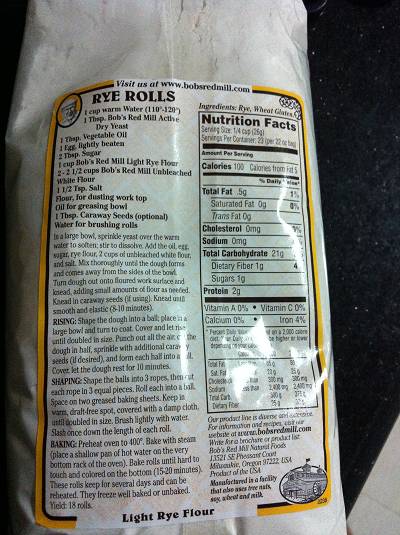 Visit us at www.bobsredmill.com
RYE ROLLS
1 cup warm Water (110°-120°)
1 Tbsp. Bob's Red Mill Active
Dry Yeast
1 Tbsp. Vegetable Oil
1 Egg, lightly beaten
2 Tbsp. Sugar
1 cup Bob's Red Mill Light Rye Flour
2 - 2 1/2 cups Bob's Red Mill Unbleached
White Flour
1 1/2 Tsp. Salt
Flour, for dusting work top
Oil for greasing bowl
1 Tbsp. Caraway Seeds (optional)
Water for brushing rolls
In a large bowl, sprinkle yeast over the warm
water to soften; stir to dissolve. Add the oil, egg,
sugar, rye flour, 2 cups of unbleached white flour,
and salt. Mix thoroughly until the dough forms
and comes away from the sides of the bowl.
Turn dough out onto floured work surface and
knead, adding small amounts of flour as needed.
Knead in caraway seeds (if using). Knead until
smooth and elastic (8-10 minutes).
RISING: Shape the dough into a ball; place in a
large bowl and turn to coat. Cover and let rise
until doubled in size. Punch out all the air, cut the
dough in half, sprinkle with additional caraway
seeds (if desired), and form each half into a ball.
Cover, let the dough rest for 10 minutes.
SHAPING: Shape the balls into 3 ropes, then cut
each rope in 3 equal pieces. Roll each into a ball.
Space on two greased baking sheets. Keep in
warm, draft-free spot, covered with a damp cloth,
until doubled in size. Brush lightly with water.
Slash once down the length of each roll.
BAKING: Preheat oven to 400°. Bake with steam
(place a shallow pan of hot water on the very
bottom rack of the oven). Bake rolls until hard to
touch and colored on the bottom (15-20 minutes).
These rolls keep for several days and can be
reheated. They freeze well baked or unbaked.
Yield: 18 rolls.
Ingredients: Rye, Wheat Gluten
Nutrition Facts
Serving Size: 1/4 cup (26g)
Servings Per Container: 23 (per 22 oz bag)
Amount Per Serving
Calories 100 Calories from Fat 5
% Daily Value*
Total Fat .5g 1%
Saturated Fat 0g 0%
Trans Fat 0g
Cholesterol 0mg
Sodium 0mg
Total Carbohydrate 21g
Dietary Fiber 1g 4
Sugars 1g
Protein 2g
Vitamin A 0% • Vitamin C 0%
Calcium 0% • Iron 4%
Our product line is diverse and extensive.
For information and recipes, visit our
website at www.bobsredmill.com
Write for a brochure or product list:
Bob's Red Mill Natural Foods
13521 SE Pheasant Court
Milwaukie, Oregon 97222, USA
Product of the USA
Manufactured in a facility
that also uses tree nuts,
soy, wheat and milk.
Light Rye Flour